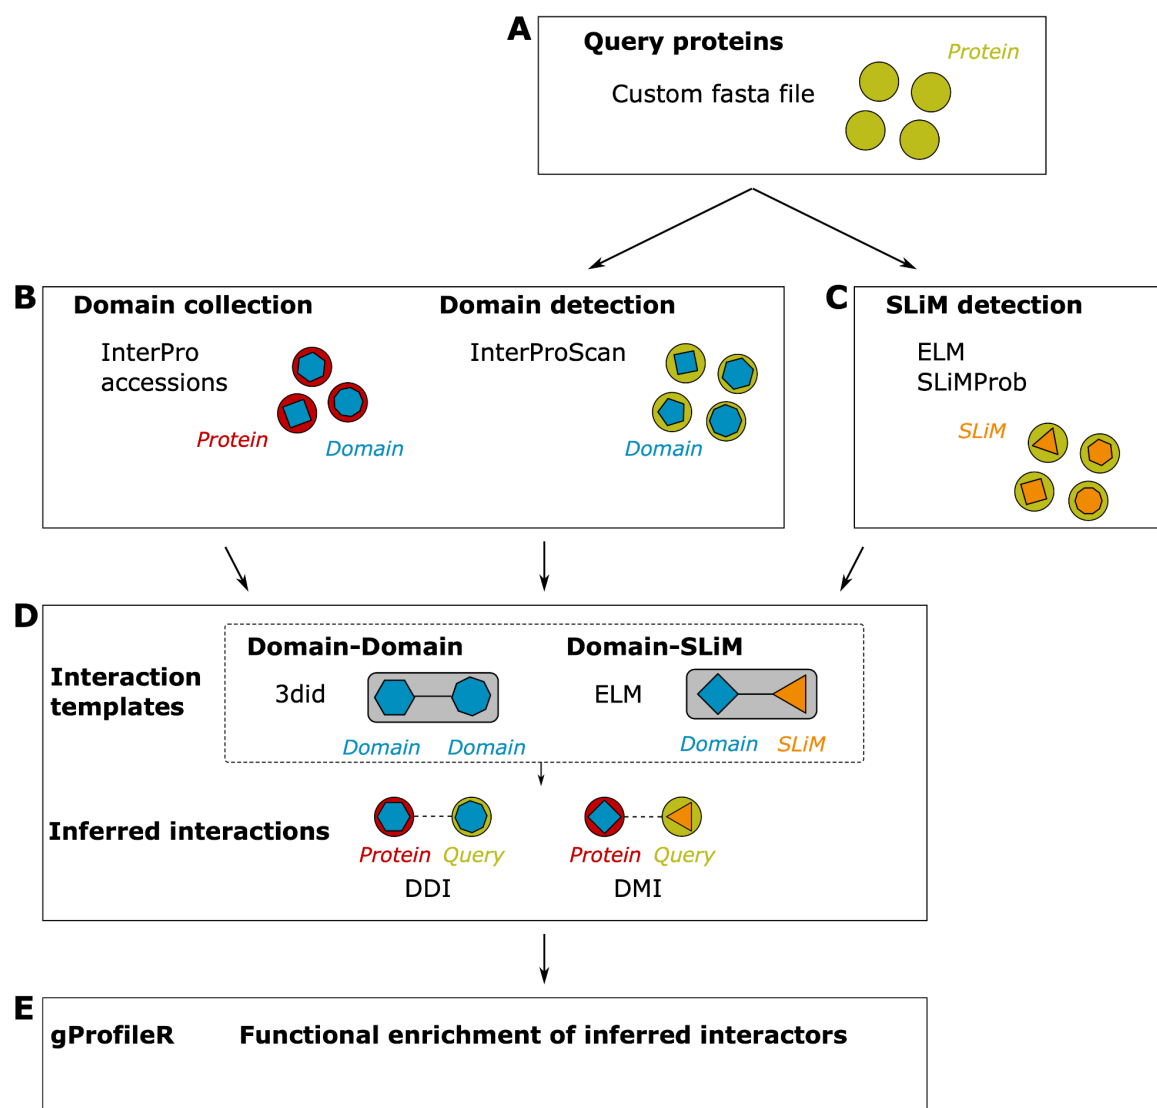 A
Query proteins
Protein
Custom fasta file
B
Domain collection
Domain detection
C
SLiM detection
InterPro
accessions
InterProScan
ELM
SLiMProb
Protein
Domain
Domain
SLiM
D
Interaction
templates
Domain-Domain
Domain-SLiM
3did
ELM
Domain
Domain
Domain
SLiM
Inferred interactions
Protein
Query
Protein
Query
DDI
DMI
E
gProfileR
Functional enrichment of inferred interactors